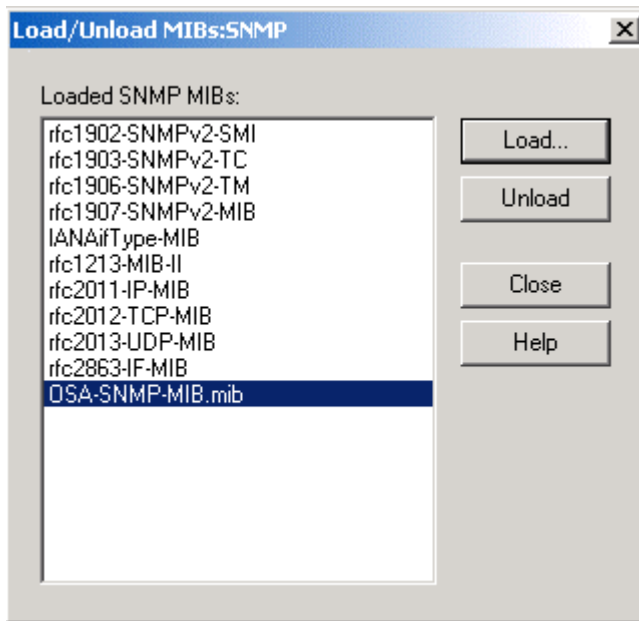 Load/Unload MIBs:SNMP
Loaded SNMP MIBs:
rfc1902-SNMPv2-SMI
rfc1903-SNMPv2-TC
rfc1906-SNMPv2-TM
rfc1907-SNMPv2-MIB
IANAifType-MIB
rfc1213-MIB-II
rfc2011-IP-MIB
rfc2012-TCP-MIB
rfc2013-UDP-MIB
rfc2863-IF-MIB
OSA-SNMP-MIB.mib
Load...
Unload
Close
Help